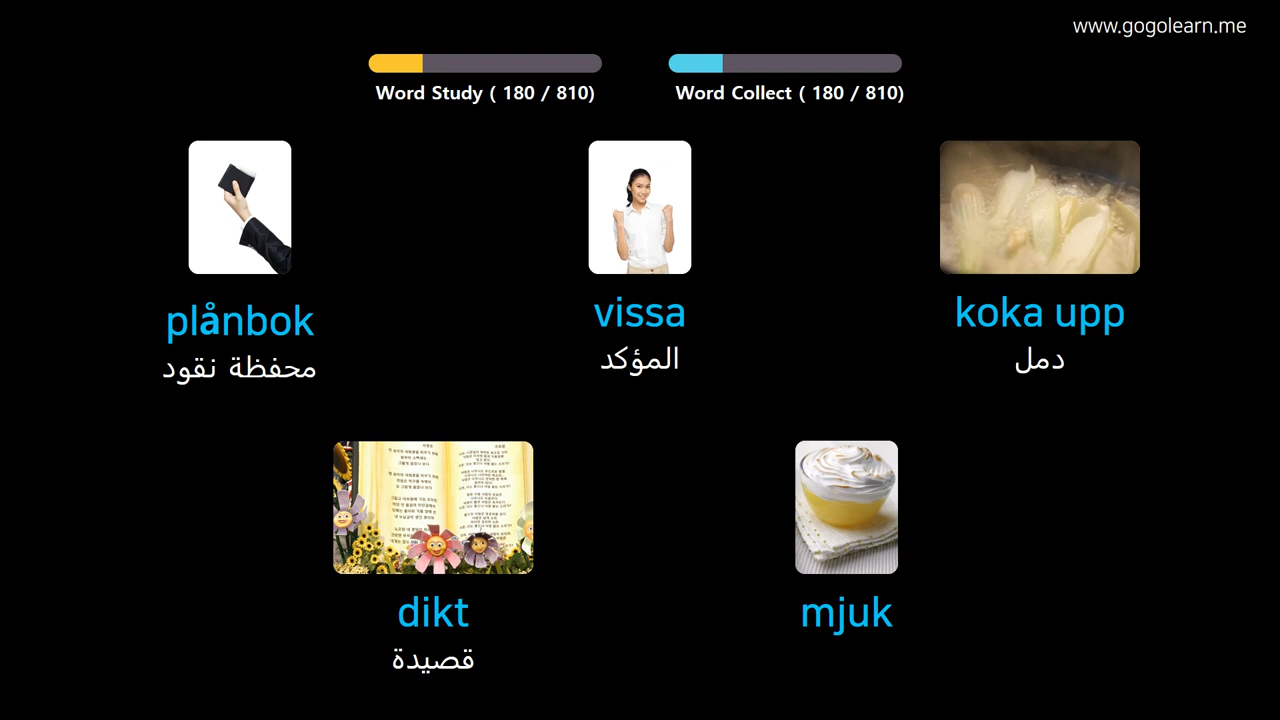 www.gogolearn.me
Word Study ( 180 / 810)
Word Collect ( 180 / 810)
plånbok
محفظة نقود
vissa
المؤكد
koka upp
دمل
dikt
قصيدة
mjuk